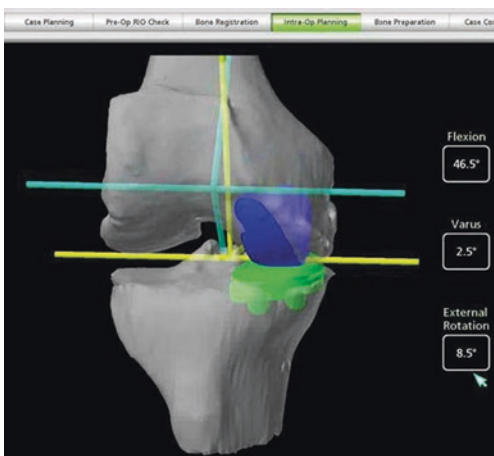 Case Planning
Pre-Op RIO Check
Bone Registration
Intra-Op Planning
Bone Preparation
Case Co
Flexion
46.5°
Varus
2.5°
External
Rotation
8.5°